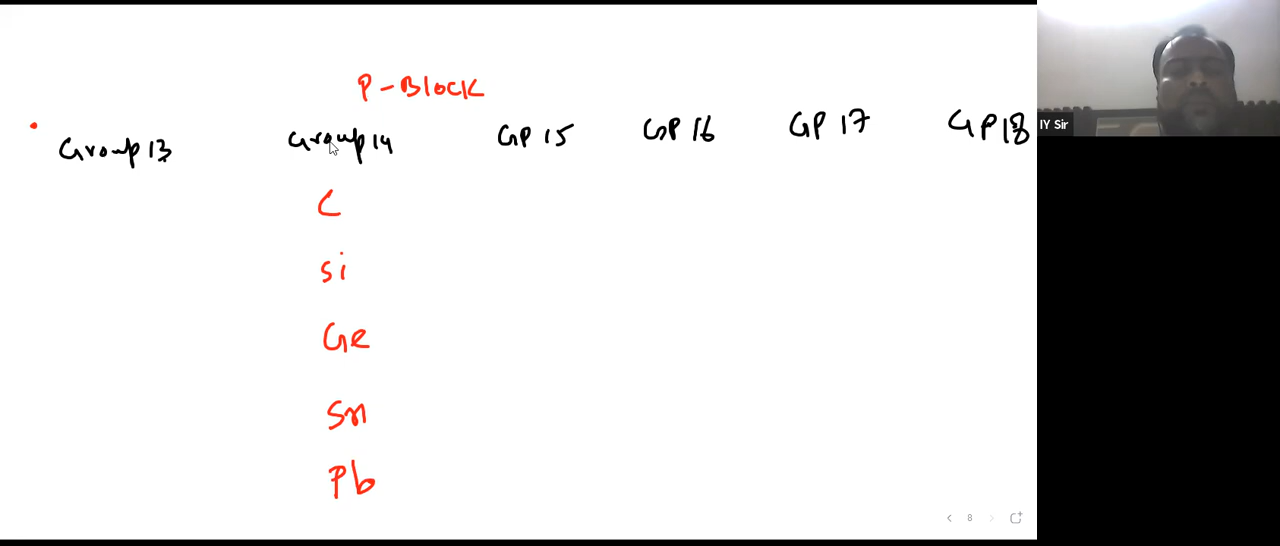 P-Block
Group 13 Group 14 GP 15 GP 16 GP 17 GP 18
C
Si
Ge
Sn
Pb
IY Sir
8